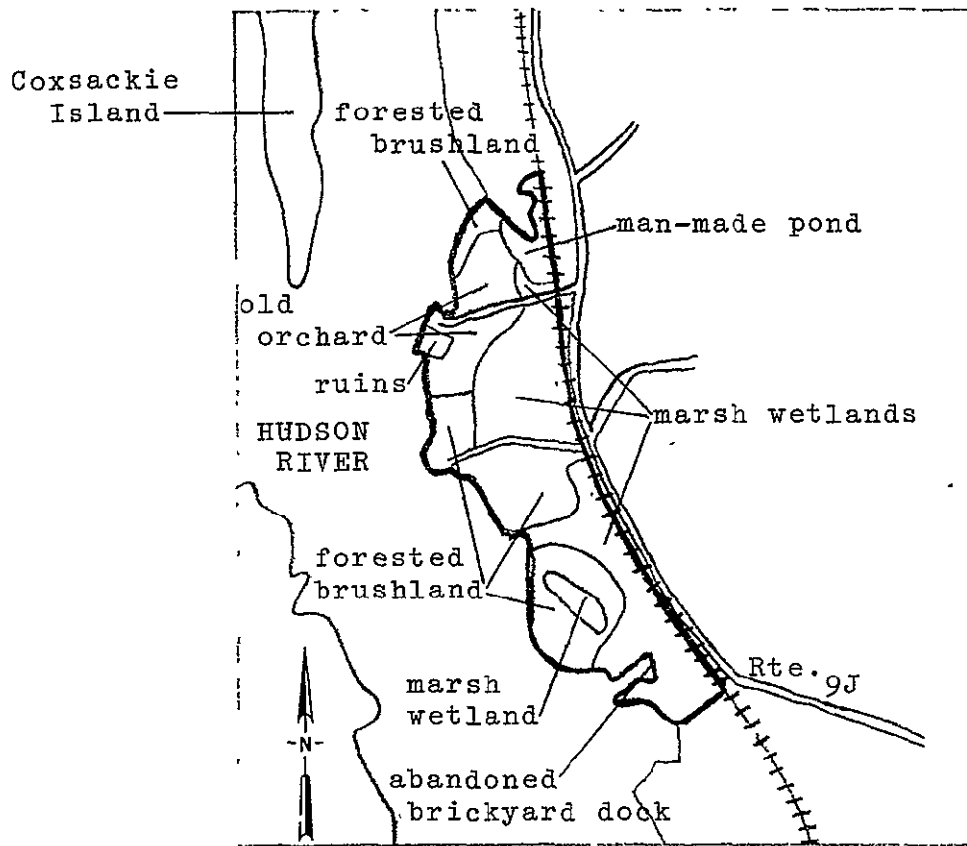 Coxsackie
Island
forested
brushland
man-made pond
old
orchard
ruins
marsh wetlands
HUDSON
RIVER
forested
brushland
Rte. 9J
marsh
wetland
-N-
abandoned
brickyard dock